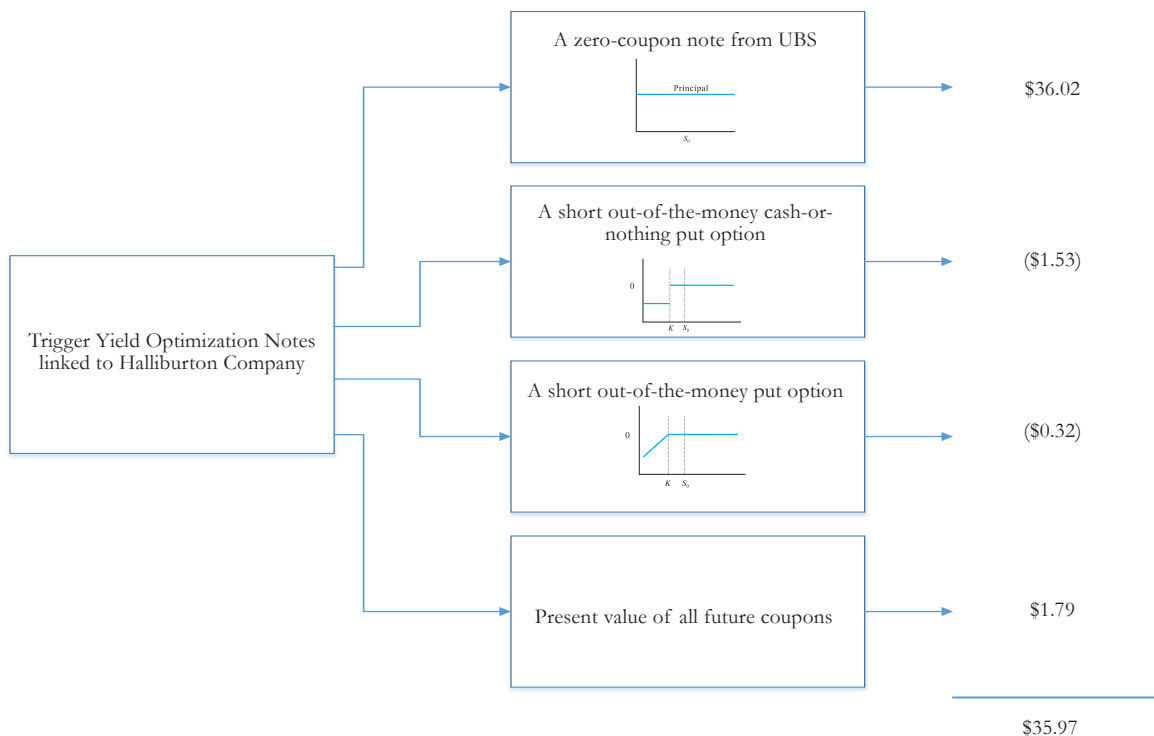 A zero-coupon note from UBS
Principal
S0
$36.02
A short out-of-the-money cash-or-
nothing put option
0
K S0
($1.53)
Trigger Yield Optimization Notes
linked to Halliburton Company
A short out-of-the-money put option
0
K S0
($0.32)
Present value of all future coupons
$1.79
$35.97